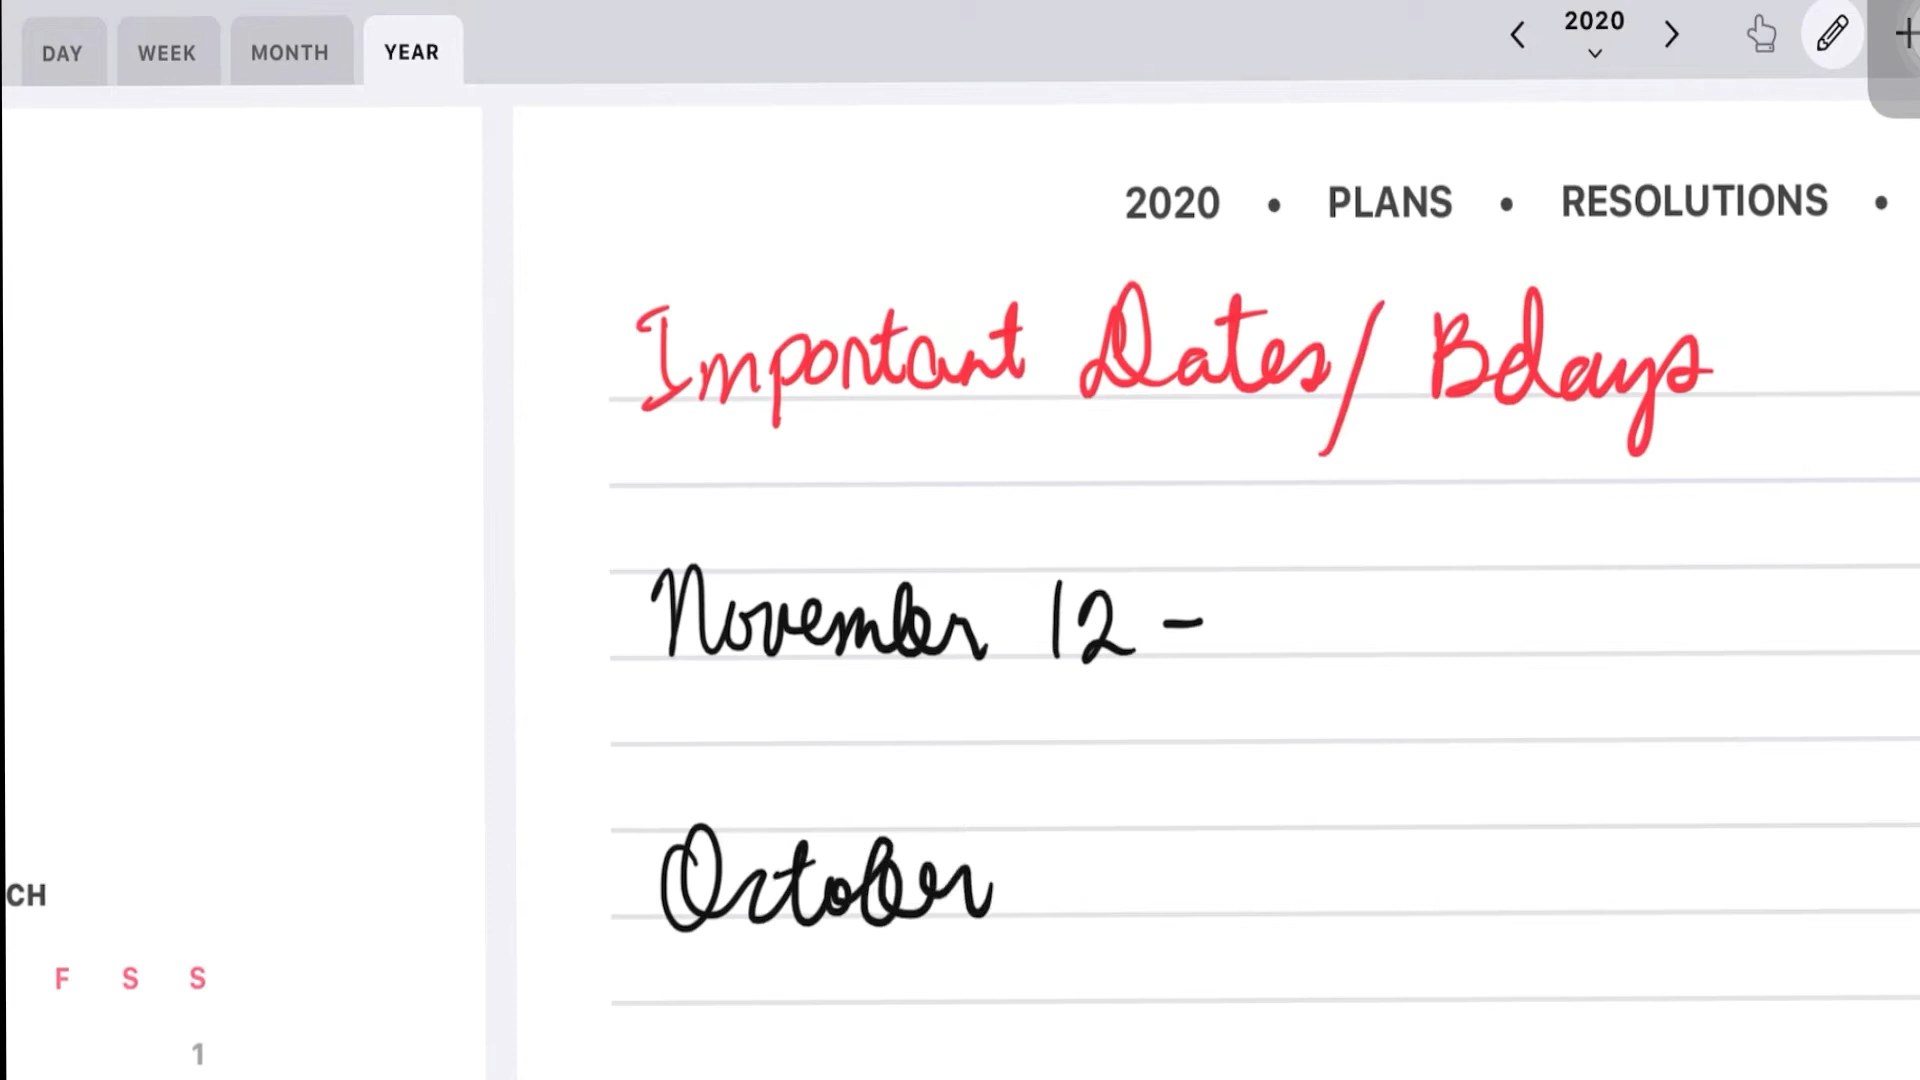 DAY WEEK MONTH YEAR 2020
2020 • PLANS • RESOLUTIONS •
Important Dates/ Bdays
November 12 -
October
CH
F S S
1